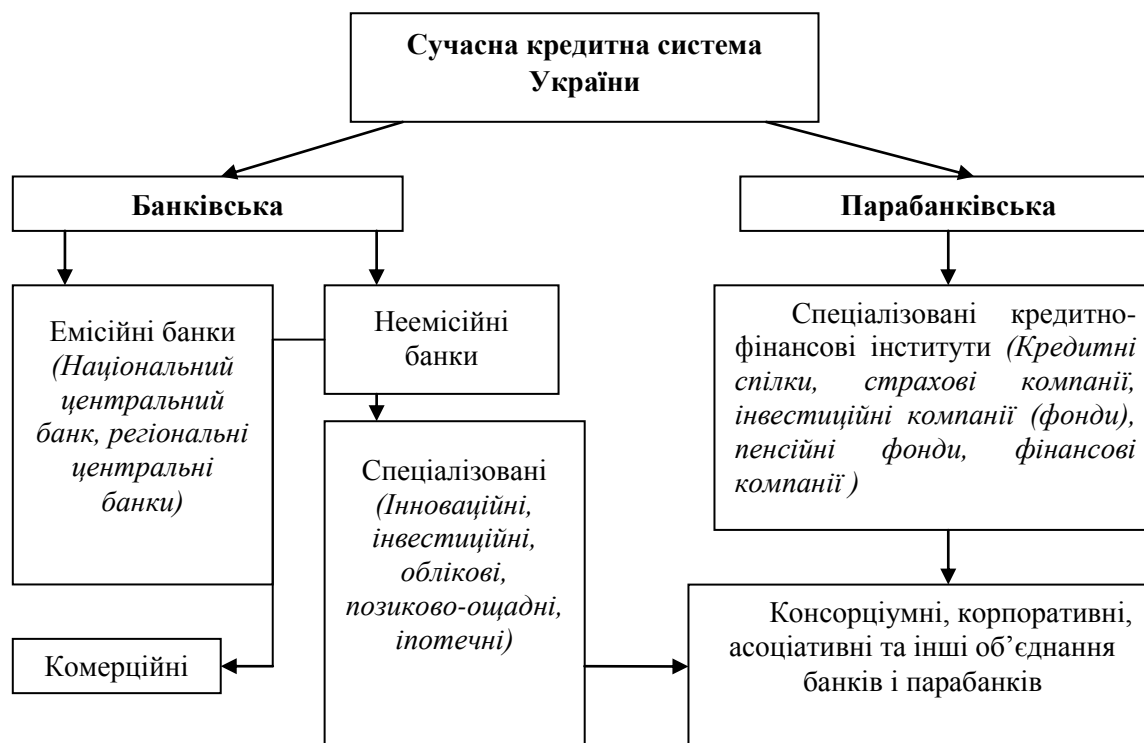 Сучасна кредитна система
України
Банківська
Парабанківська
Емісійні банки
(Національний
центральний
банк, регіональні
центральні
банки)
Неемісійні
банки
Спеціалізовані кредитно-
фінансові інститути (Кредитні
спілки, страхові компанії,
інвестиційні компанії (фонди),
пенсійні фонди, фінансові
компанії )
Спеціалізовані
(Інноваційні,
інвестиційні,
облікові,
позиково-ощадні,
іпотечні)
Комерційні
Консорціумні, корпоративні,
асоціативні та інші об’єднання
банків і парабанків